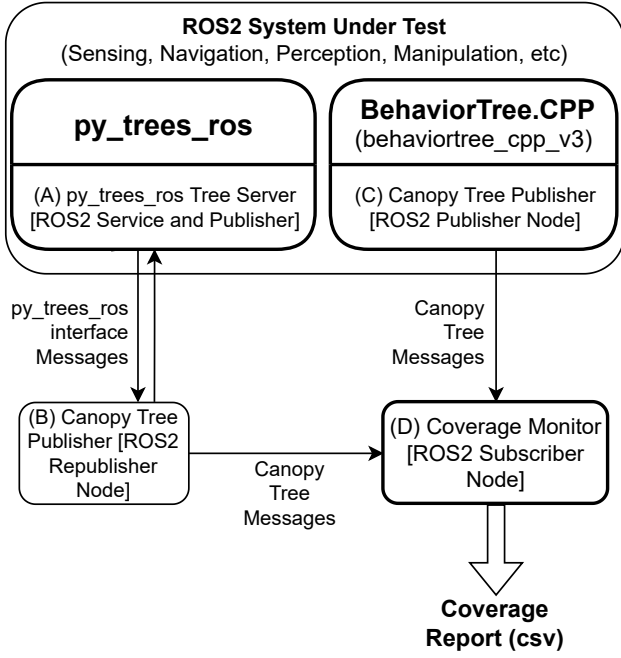 ROS2 System Under Test
(Sensing, Navigation, Perception, Manipulation, etc)
py_trees_ros
(A) py_trees_ros Tree Server
[ROS2 Service and Publisher]
BehaviorTree.CPP
(behaviortree_cpp_v3)
(C) Canopy Tree Publisher
[ROS2 Publisher Node]
py_trees_ros
interface
Messages
Canopy
Tree
Messages
(B) Canopy Tree
Publisher [ROS2
Republisher
Node]
Canopy
Tree
Messages
(D) Coverage Monitor
[ROS2 Subscriber
Node]
Coverage
Report (csv)